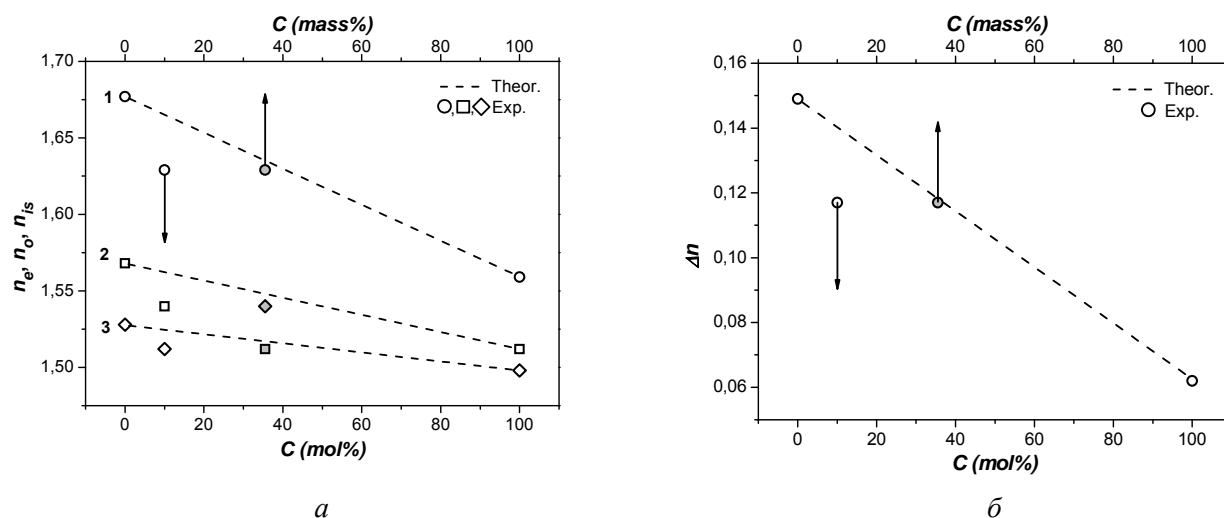 C (mass%)
0 20 40 60 80 100
1,70
1,65
1,60
1,55
1,50
n_e, n_o, n_is
1
2
3
Theor.
Exp.
0 20 40 60 80 100
C (mol%)
а
C (mass%)
0 20 40 60 80 100
0,16
0,14
0,12
0,10
0,08
0,06
Δn
Theor.
Exp.
0 20 40 60 80 100
C (mol%)
б